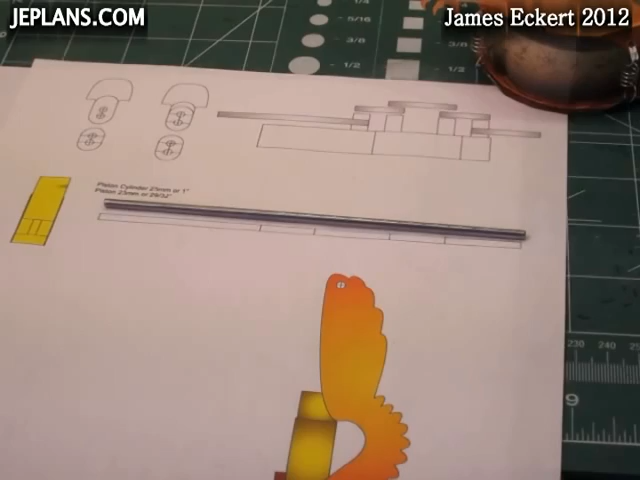 JEPLANS.COM
James Eckert 2012
- 1/4
- 5/16
- 3/8
- 1/2
- 3/8
- 1/2
Piston Cylinder 25mm or 1"
Piston 23mm or 29/32"
230 240
9